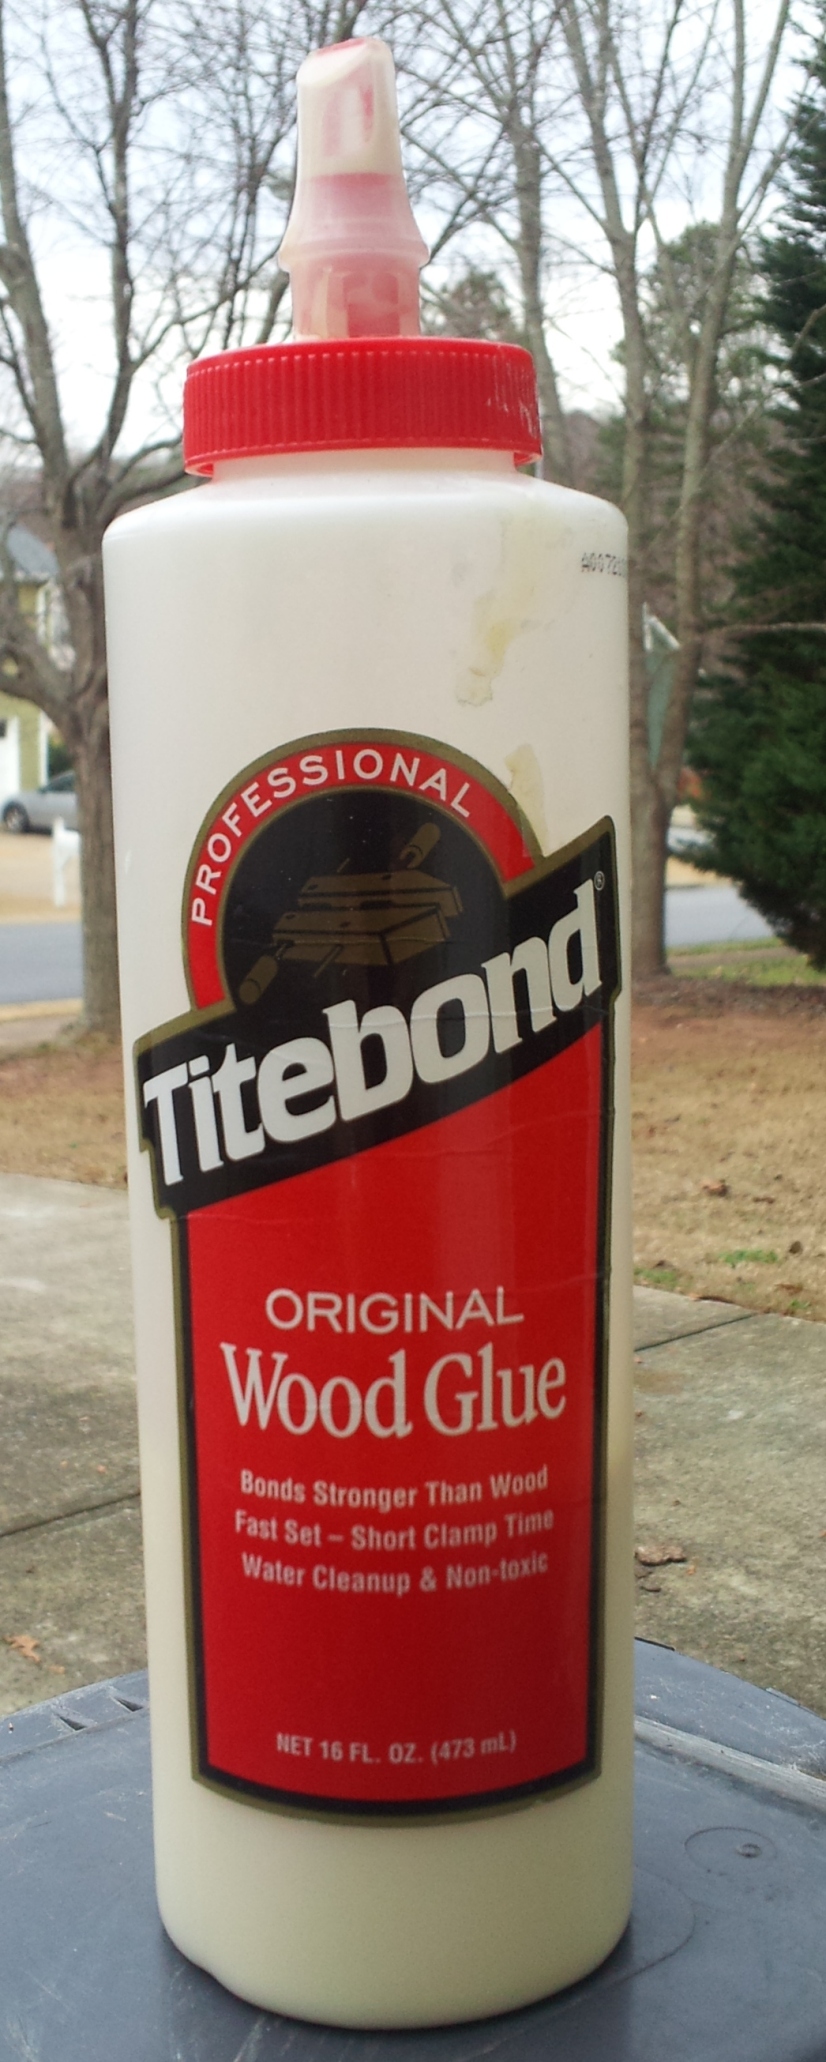 PROFESSIONAL
Titebond®
ORIGINAL
Wood Glue
Bonds Stronger Than Wood
Fast Set – Short Clamp Time
Water Cleanup & Non-toxic
NET 16 FL. OZ. (473 mL)